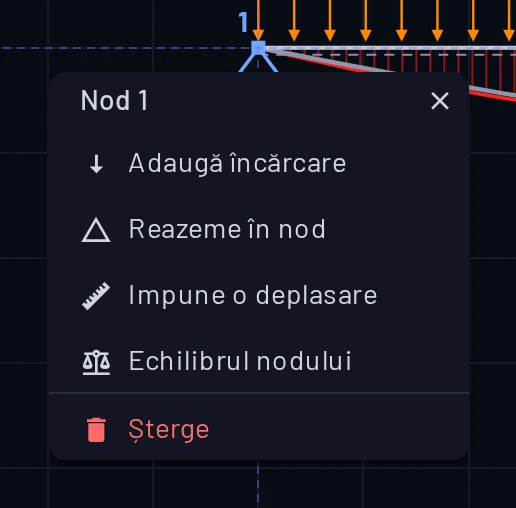 1
Nod 1
Adaugă încărcare
Reazeme în nod
Impune o deplasare
Echilibrul nodului
Șterge